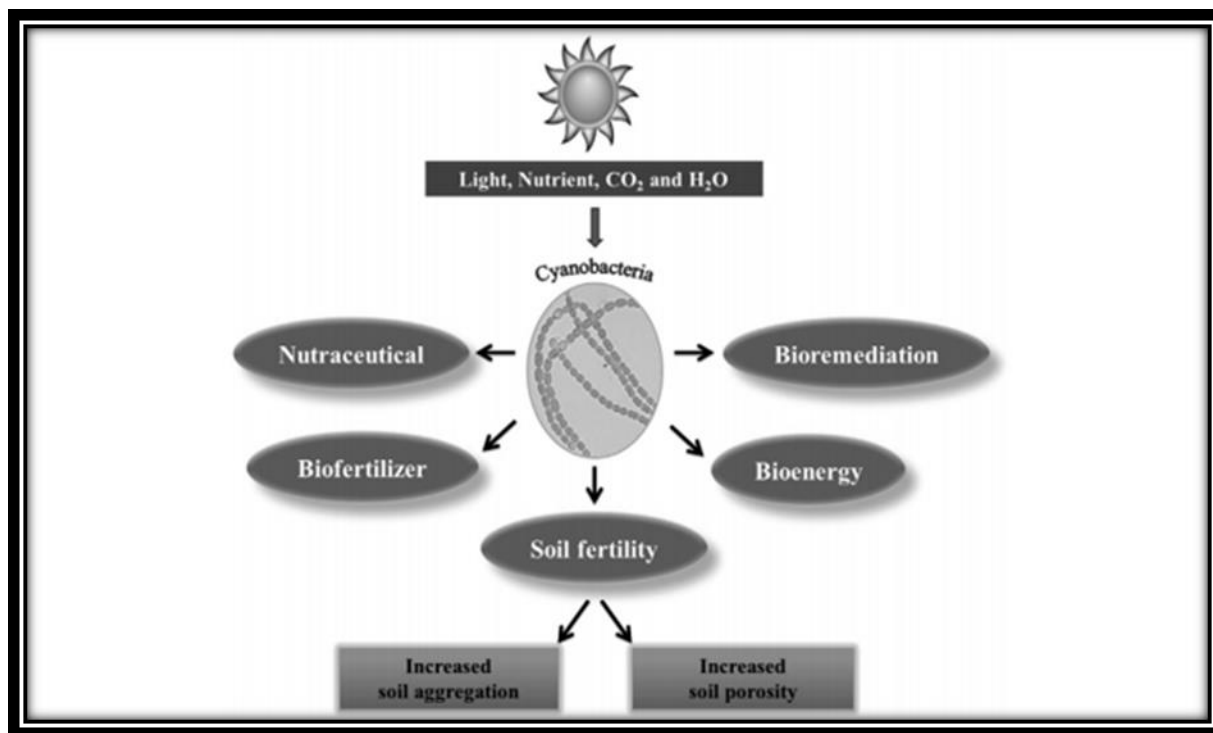 Light, Nutrient, CO₂ and H₂O
Cyanobacteria
Nutraceutical
Bioremediation
Biofertilizer
Bioenergy
Soil fertility
Increased
soil aggregation
Increased
soil porosity